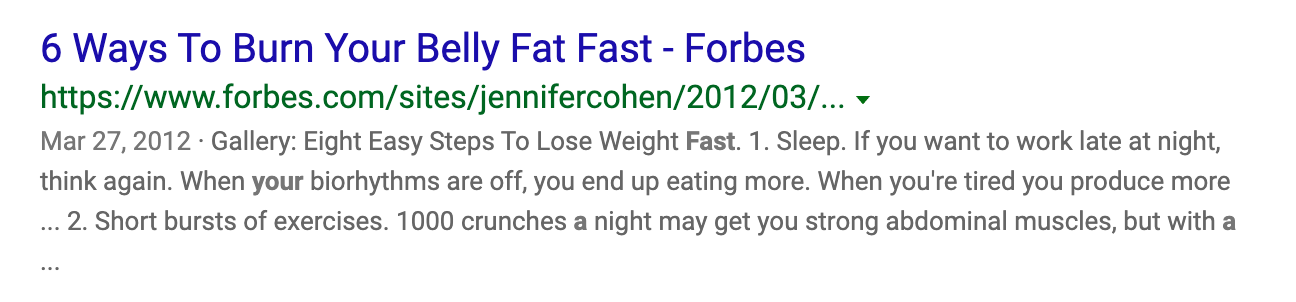 6 Ways To Burn Your Belly Fat Fast - Forbes
https://www.forbes.com/sites/jennifercohen/2012/03/...
Mar 27, 2012 · Gallery: Eight Easy Steps To Lose Weight Fast. 1. Sleep. If you want to work late at night,
think again. When your biorhythms are off, you end up eating more. When you're tired you produce more
... 2. Short bursts of exercises. 1000 crunches a night may get you strong abdominal muscles, but with a
...